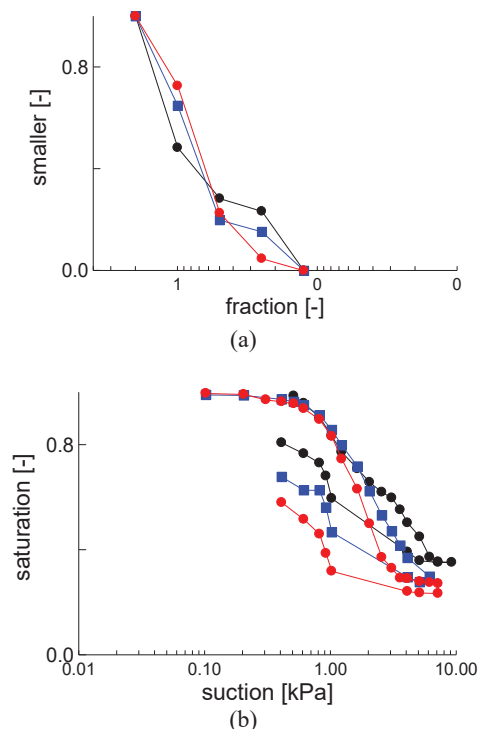 0.8
smaller [-]
0.0
1 0 0
fraction [-]
(a)
0.8
saturation [-]
0.0
0.01 0.10 1.00 10.00
suction [kPa]
(b)